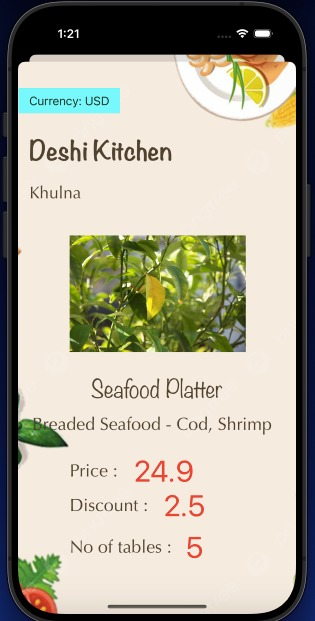 1:21
Currency: USD
Deshi Kitchen
Khulna
Seafood Platter
Breaded Seafood - Cod, Shrimp
Price : 24.9
Discount : 2.5
No of tables : 5